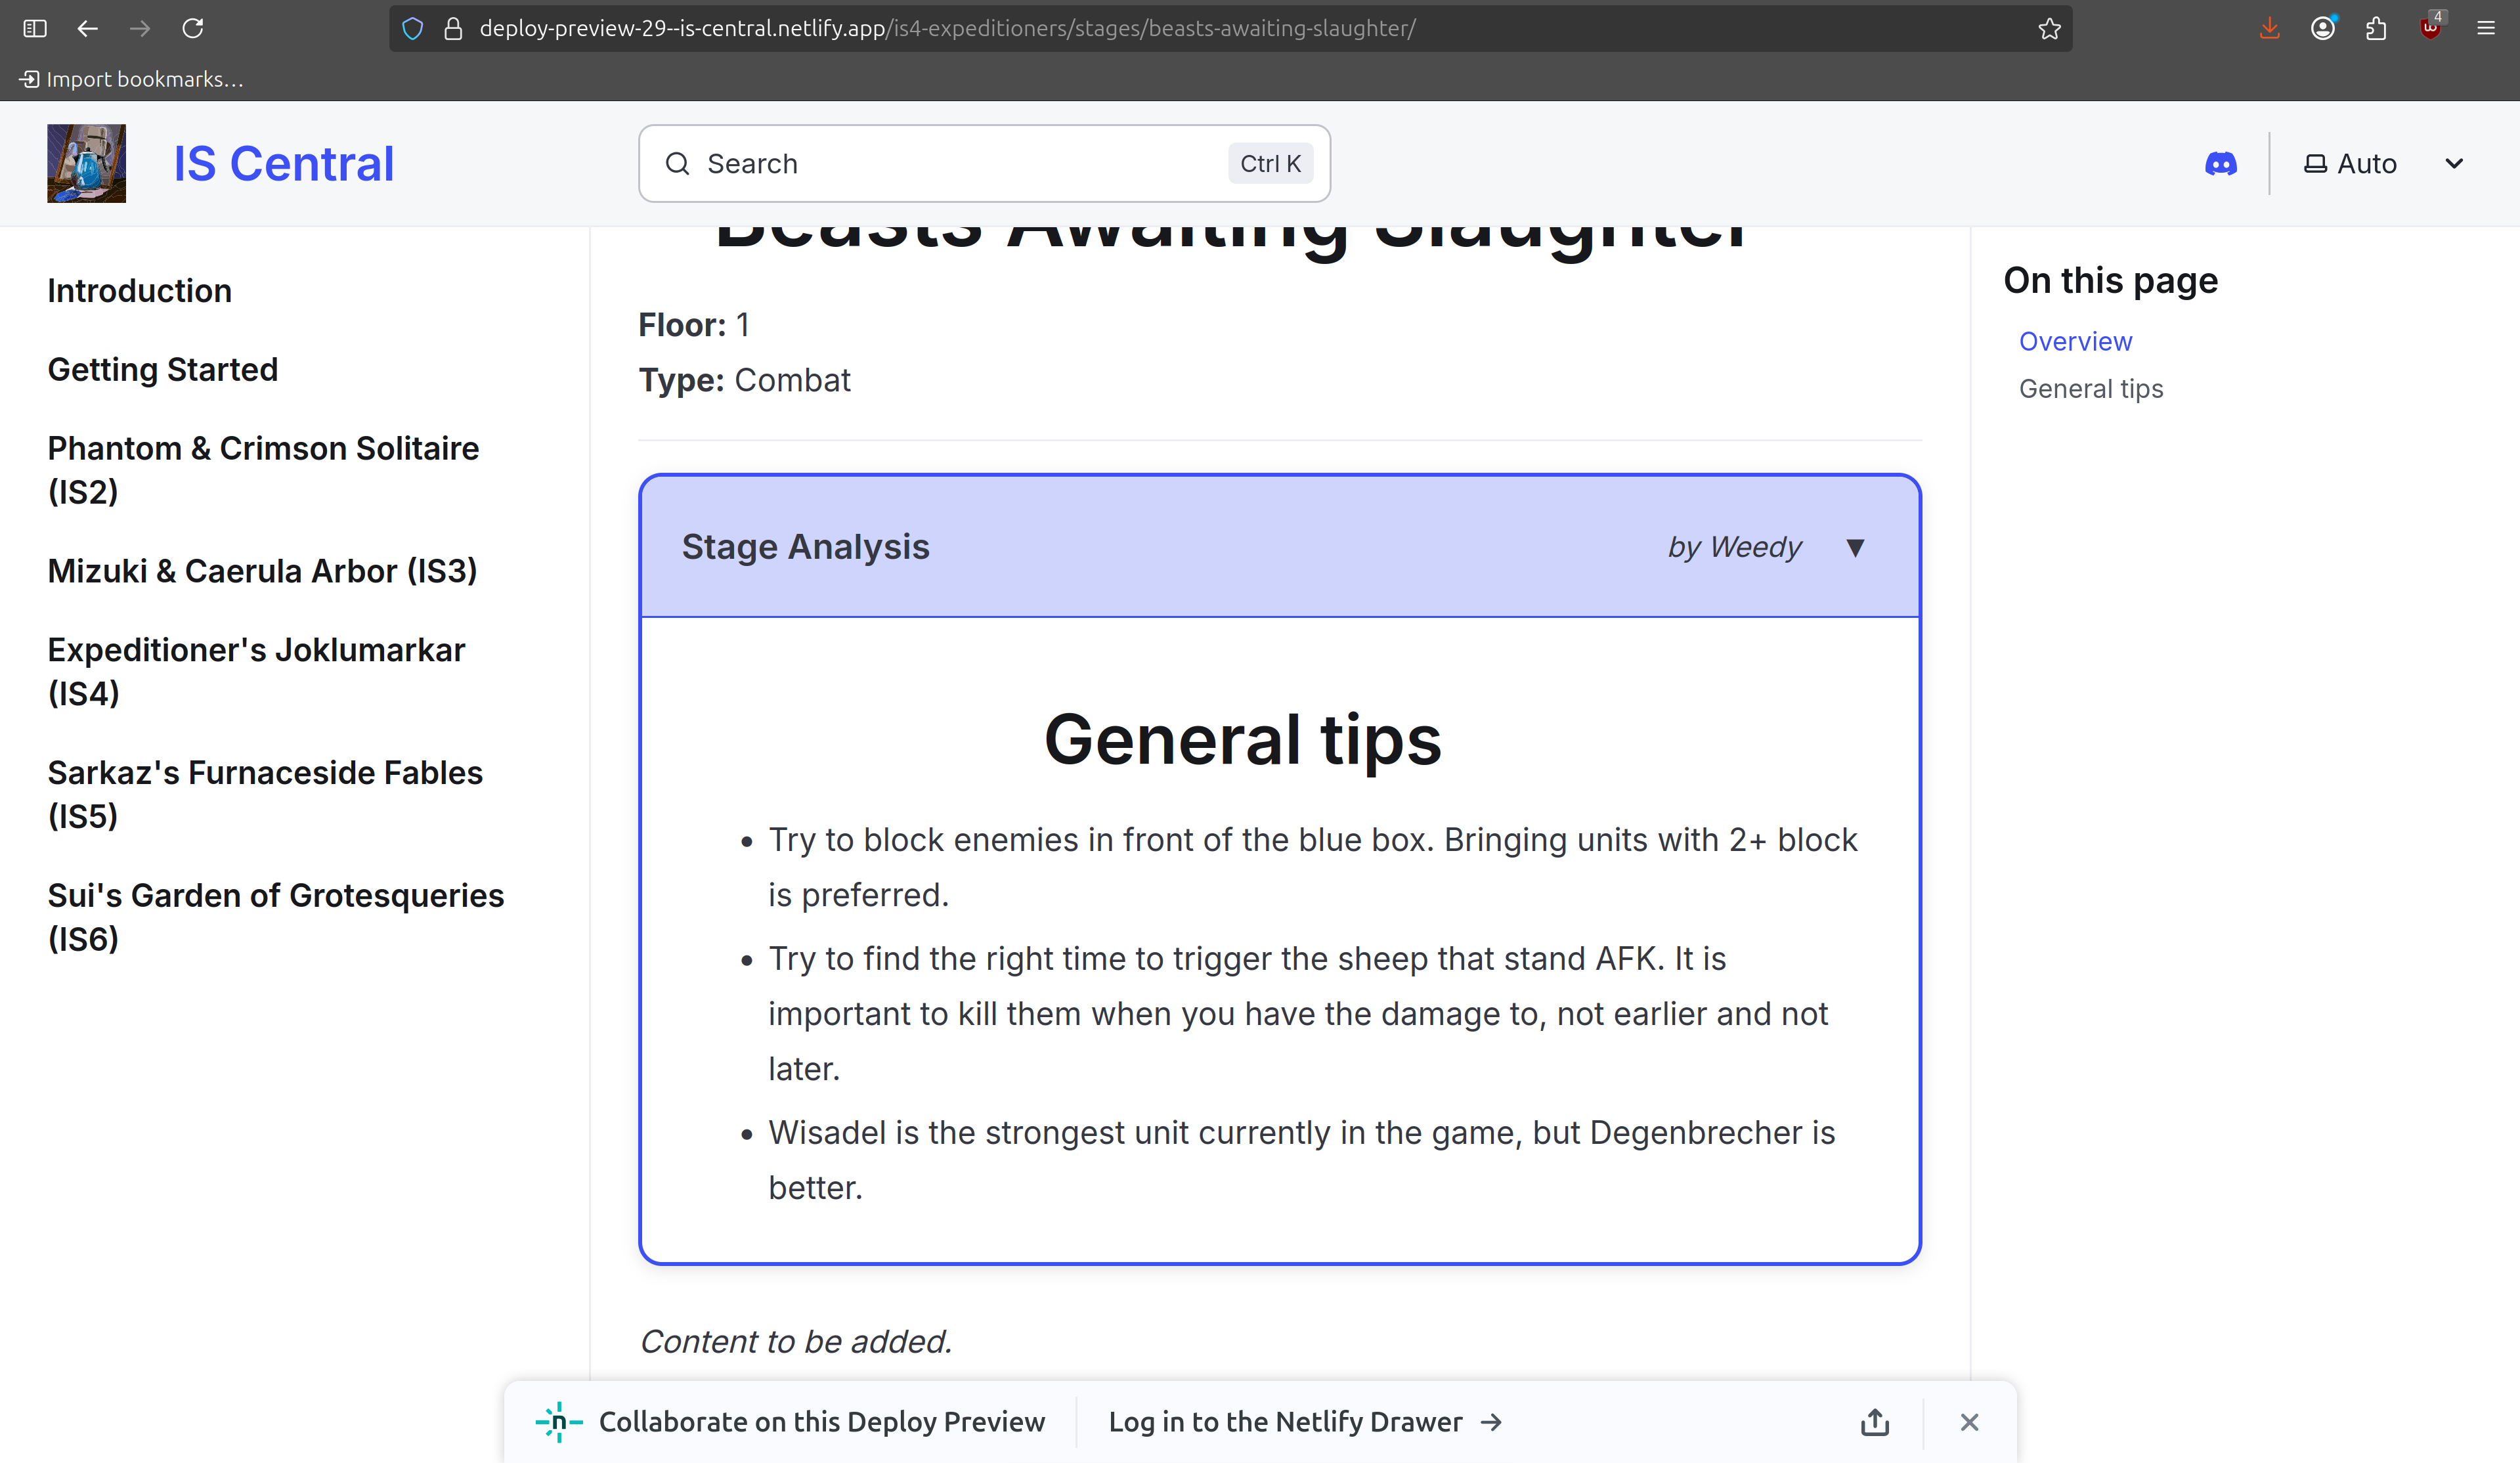 deploy-preview-29--is-central.netlify.app/is4-expeditioners/stages/beasts-awaiting-slaughter/
4
Import bookmarks...
IS Central
Search
Ctrl K
Auto
Introduction
Getting Started
Phantom & Crimson Solitaire
(IS2)
Mizuki & Caerula Arbor (IS3)
Expeditioner's Joklumarkar
(IS4)
Sarkaz's Furnaceside Fables
(IS5)
Sui's Garden of Grotesqueries
(IS6)
Beasts Awaiting Slaughter
Floor: 1
Type: Combat
Stage Analysis
by Weedy
General tips
Try to block enemies in front of the blue box. Bringing units with 2+ block
is preferred.
Try to find the right time to trigger the sheep that stand AFK. It is
important to kill them when you have the damage to, not earlier and not
later.
Wisadel is the strongest unit currently in the game, but Degenbrecher is
better.
Content to be added.
On this page
Overview
General tips
Collaborate on this Deploy Preview
Log in to the Netlify Drawer →